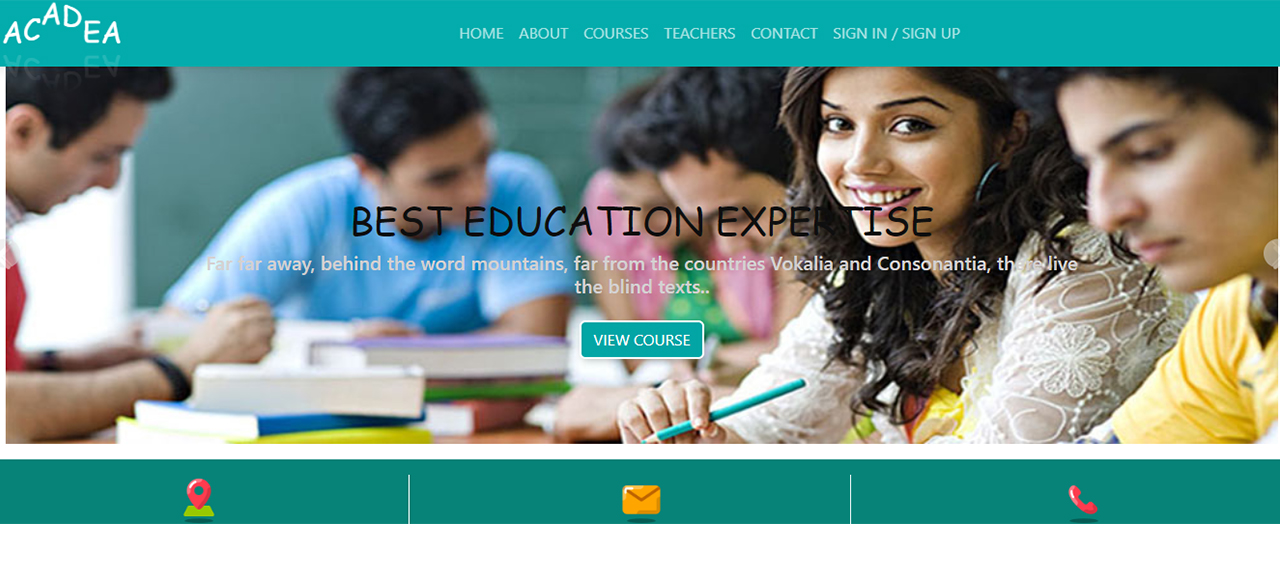 ACADEA
HOME ABOUT COURSES TEACHERS CONTACT SIGN IN / SIGN UP
BEST EDUCATION EXPERTISE
Far far away, behind the word mountains, far from the countries Vokalia and Consonantia, there live
the blind texts..
VIEW COURSE